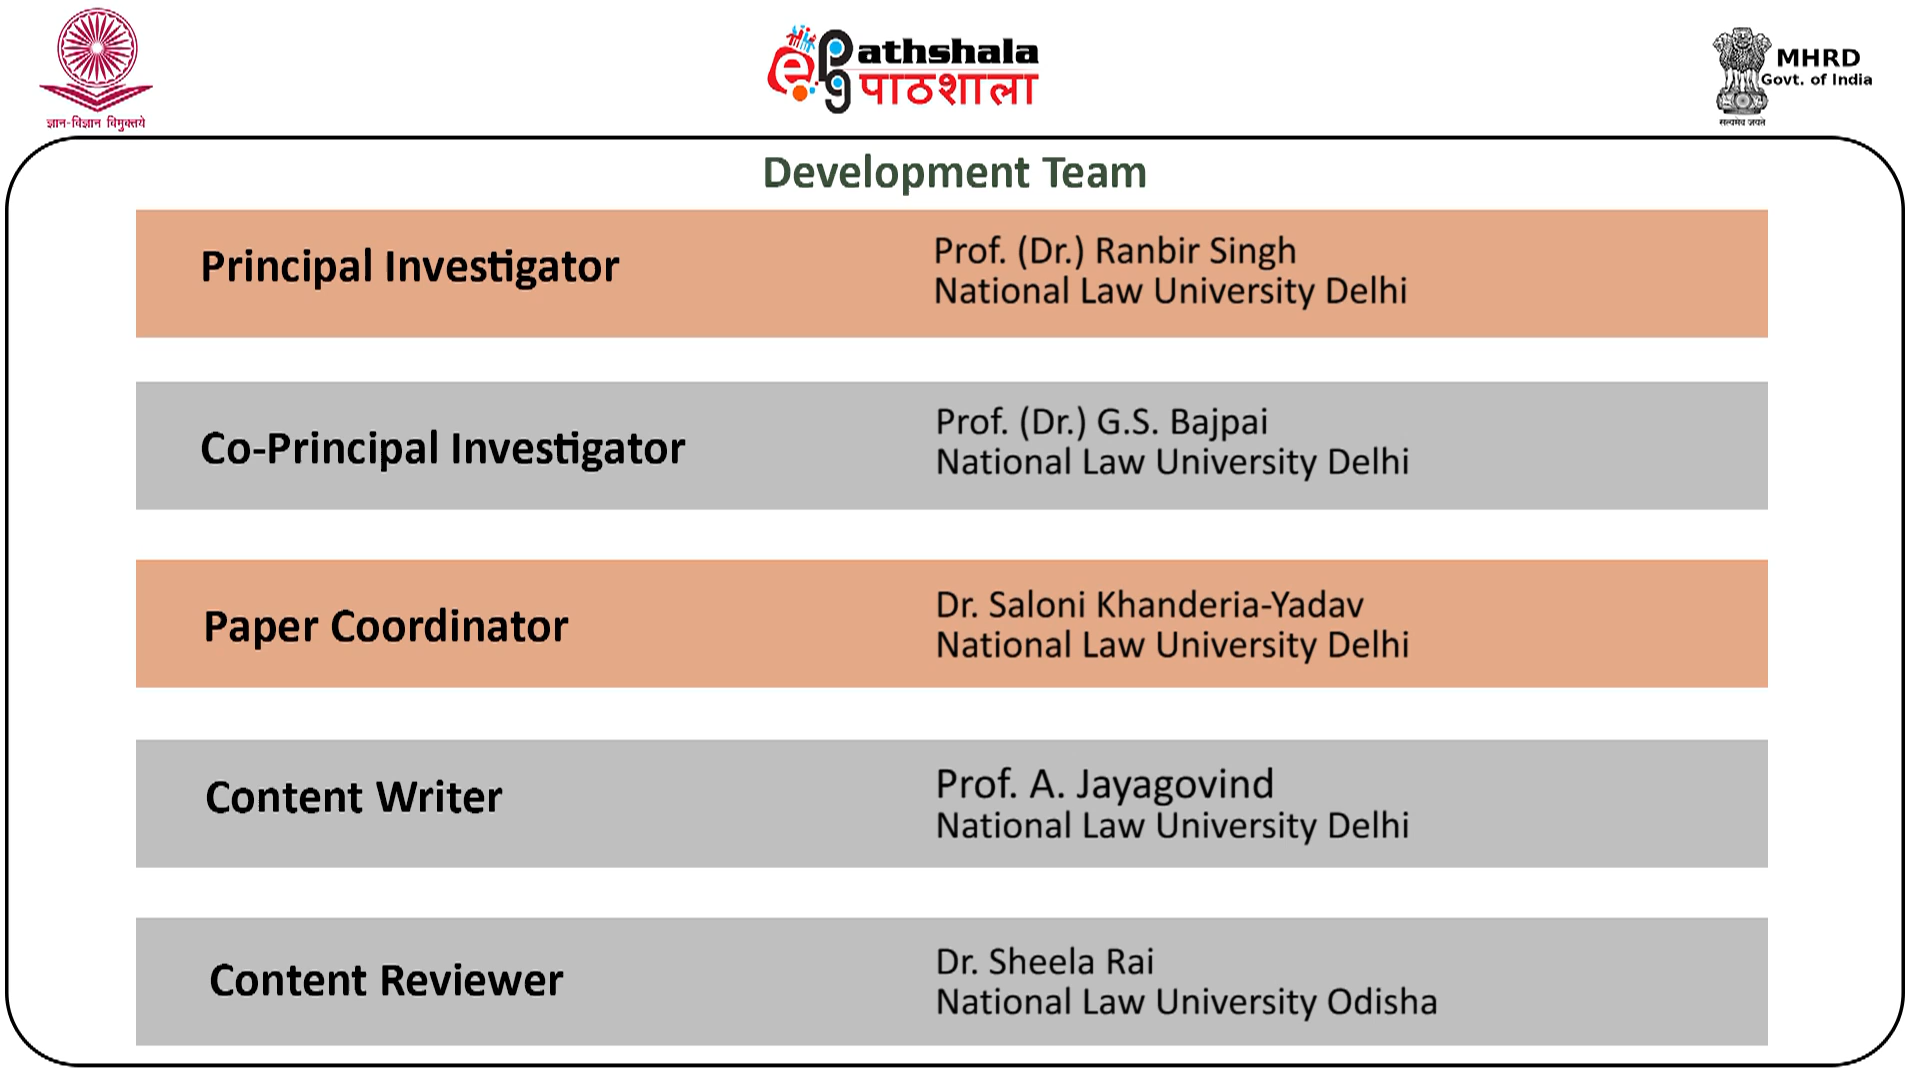 ज्ञान-विज्ञान विमुक्तये
e pg athshala
पाठशाला
MHRD
Govt. of India
सत्यमेव जयते
Development Team
Principal Investigator
Prof. (Dr.) Ranbir Singh
National Law University Delhi
Co-Principal Investigator
Prof. (Dr.) G.S. Bajpai
National Law University Delhi
Paper Coordinator
Dr. Saloni Khanderia-Yadav
National Law University Delhi
Content Writer
Prof. A. Jayagovind
National Law University Delhi
Content Reviewer
Dr. Sheela Rai
National Law University Odisha